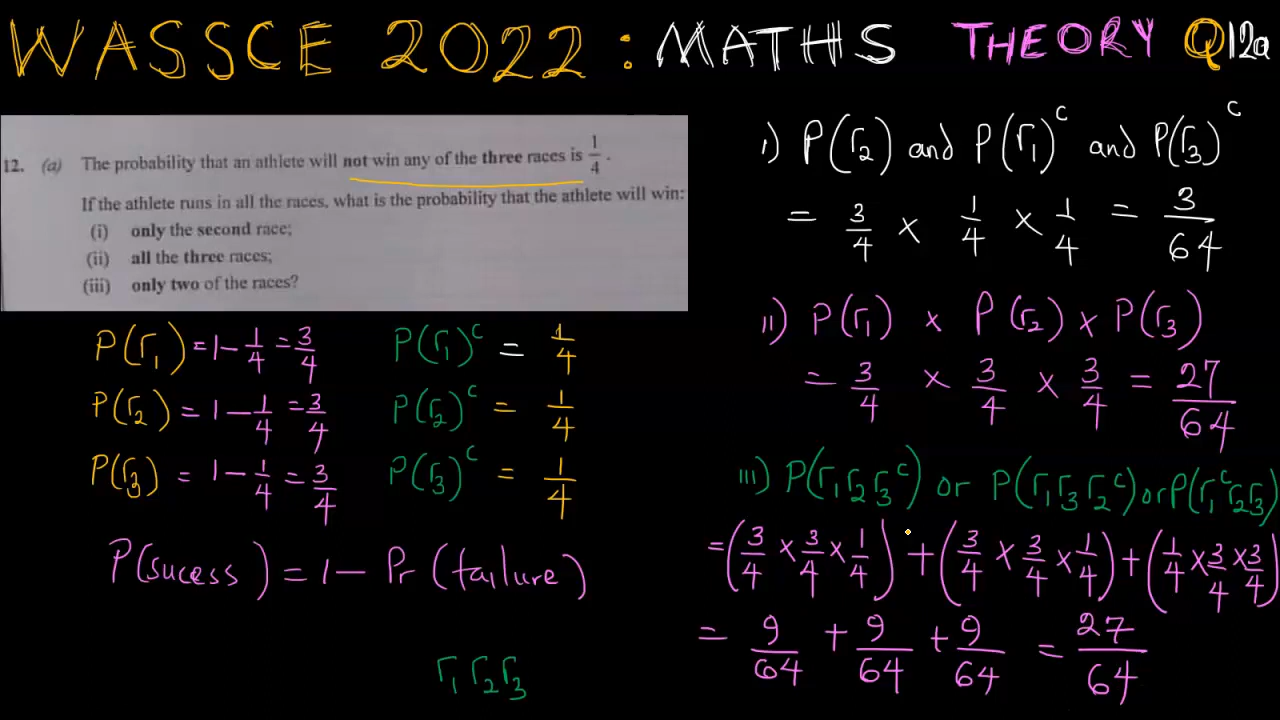 WASSCE 2022: MATHS THEORY Q12a
12. (a) The probability that an athlete will not win any of the three races is 1/4.
If the athlete runs in all the races, what is the probability that the athlete will win:
(i) only the second race;
(ii) all the three races;
(iii) only two of the races?
P(r₁) = 1 - 1/4 = 3/4
P(r₂) = 1 - 1/4 = 3/4
P(r₃) = 1 - 1/4 = 3/4
P(r₁)ᶜ = 1/4
P(r₂)ᶜ = 1/4
P(r₃)ᶜ = 1/4
P(sucess) = 1 - Pr (failure)
r₁ r₂ r₃
i) P(r₂) and P(r₁)ᶜ and P(r₃)ᶜ
= 3/4 × 1/4 × 1/4 = 3/64
ii) P(r₁) × P(r₂) × P(r₃)
= 3/4 × 3/4 × 3/4 = 27/64
iii) P(r₁r₂r₃ᶜ) or P(r₁r₃r₂ᶜ) or P(r₁ᶜr₂r₃)
= (3/4 × 3/4 × 1/4) + (3/4 × 3/4 × 1/4) + (1/4 × 3/4 × 3/4)
= 9/64 + 9/64 + 9/64 = 27/64